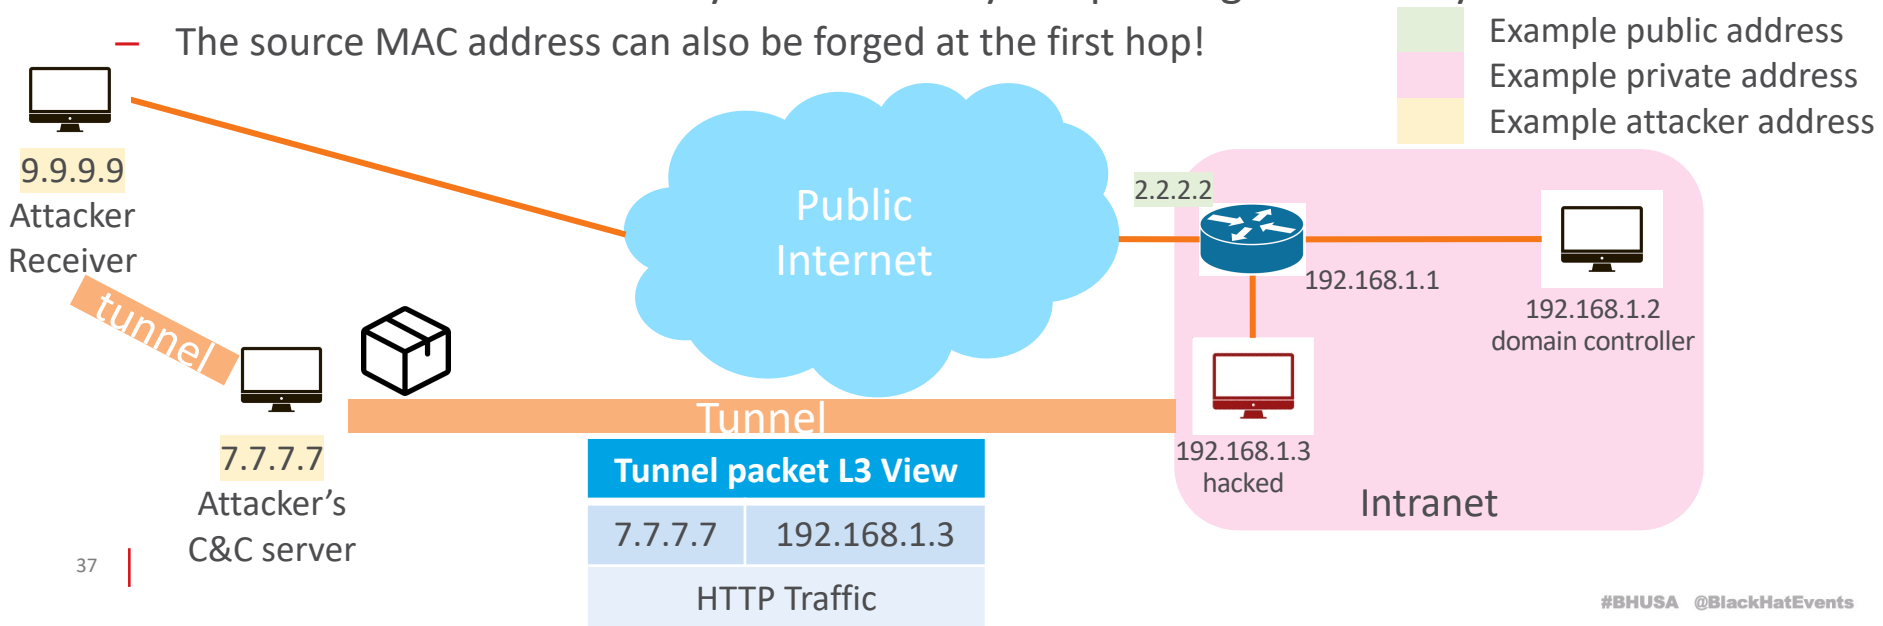 – The source MAC address can also be forged at the first hop!
Example public address
Example private address
Example attacker address
9.9.9.9
Attacker
Receiver
tunnel
Public
Internet
2.2.2.2
192.168.1.1
192.168.1.2
domain controller
192.168.1.3
hacked
Intranet
7.7.7.7
Attacker’s
C&C server
Tunnel
Tunnel packet L3 View
7.7.7.7 192.168.1.3
HTTP Traffic
37
#BHUSA @BlackHatEvents